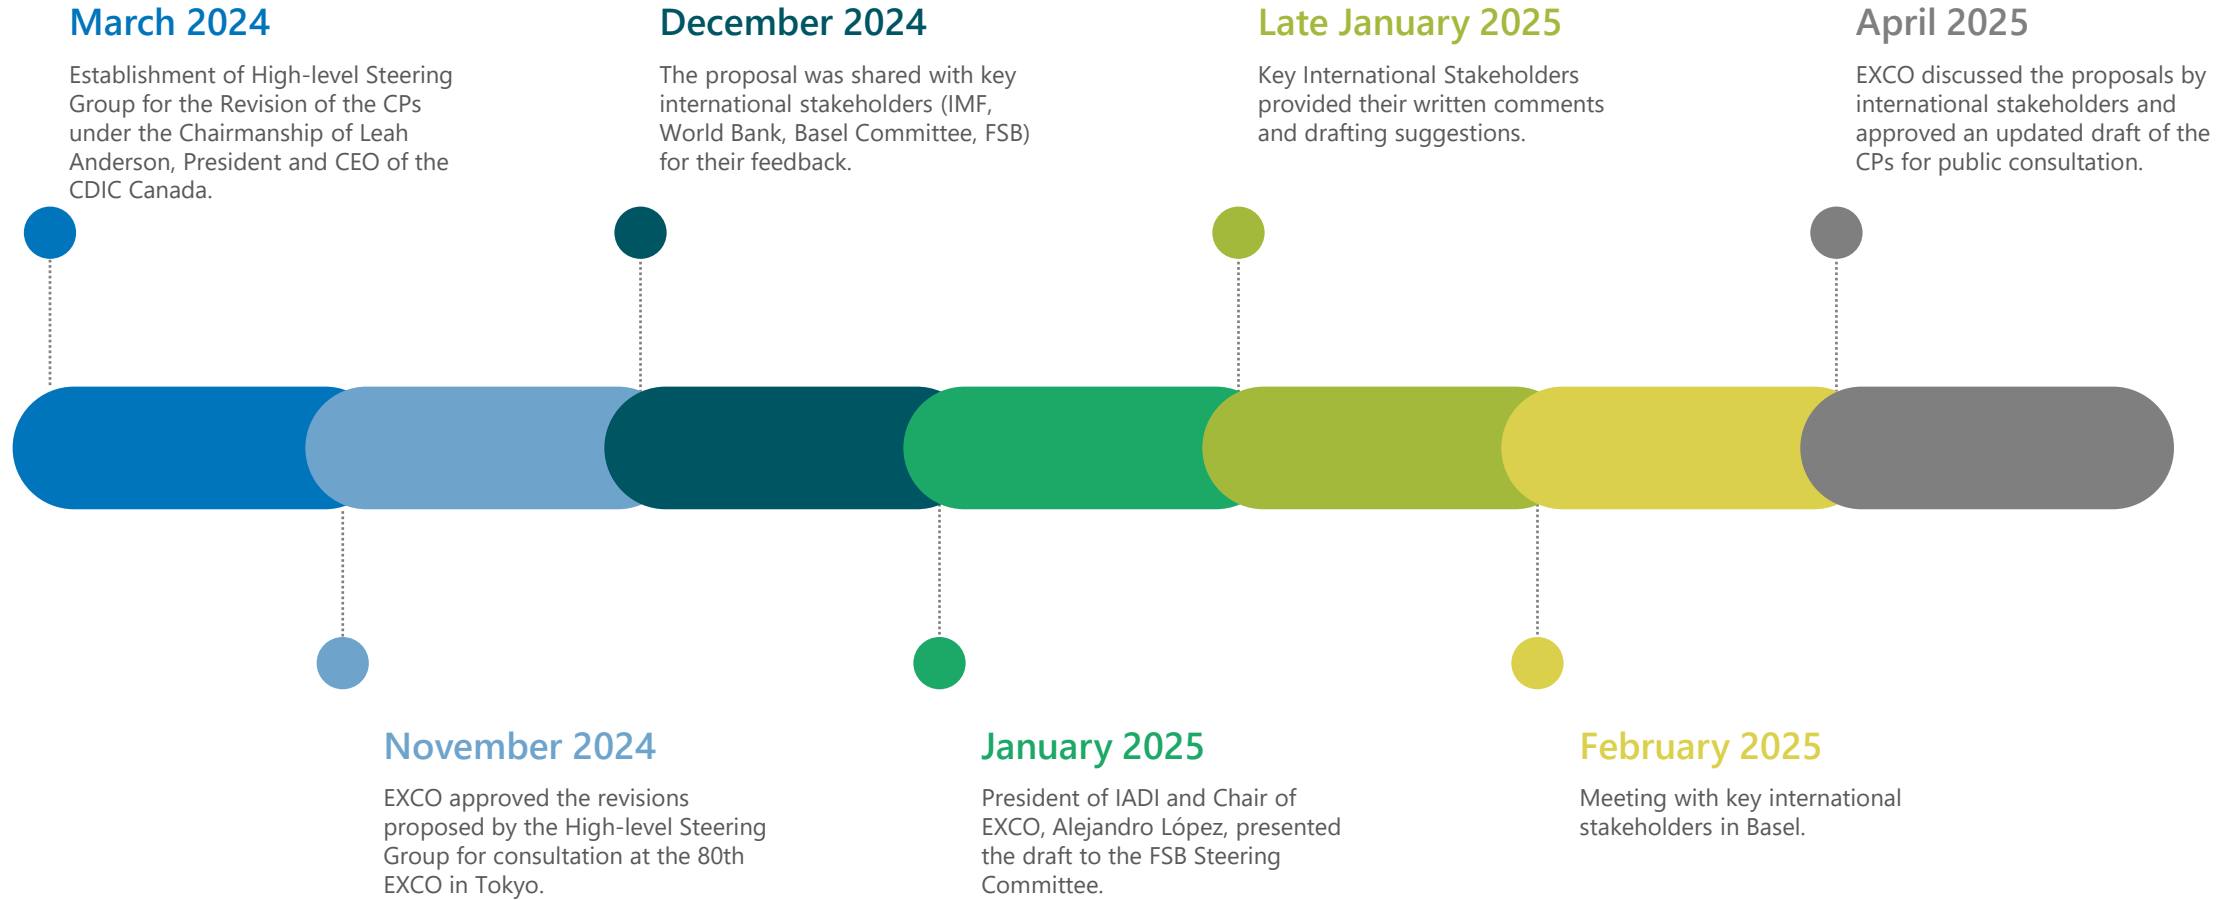 March 2024
Establishment of High-level Steering
Group for the Revision of the CPs
under the Chairmanship of Leah
Anderson, President and CEO of the
CDIC Canada.
December 2024
The proposal was shared with key
international stakeholders (IMF,
World Bank, Basel Committee, FSB)
for their feedback.
Late January 2025
Key International Stakeholders
provided their written comments
and drafting suggestions.
April 2025
EXCO discussed the proposals by
international stakeholders and
approved an updated draft of the
CPs for public consultation.
November 2024
EXCO approved the revisions
proposed by the High-level Steering
Group for consultation at the 80th
EXCO in Tokyo.
January 2025
President of IADI and Chair of
EXCO, Alejandro López, presented
the draft to the FSB Steering
Committee.
February 2025
Meeting with key international
stakeholders in Basel.